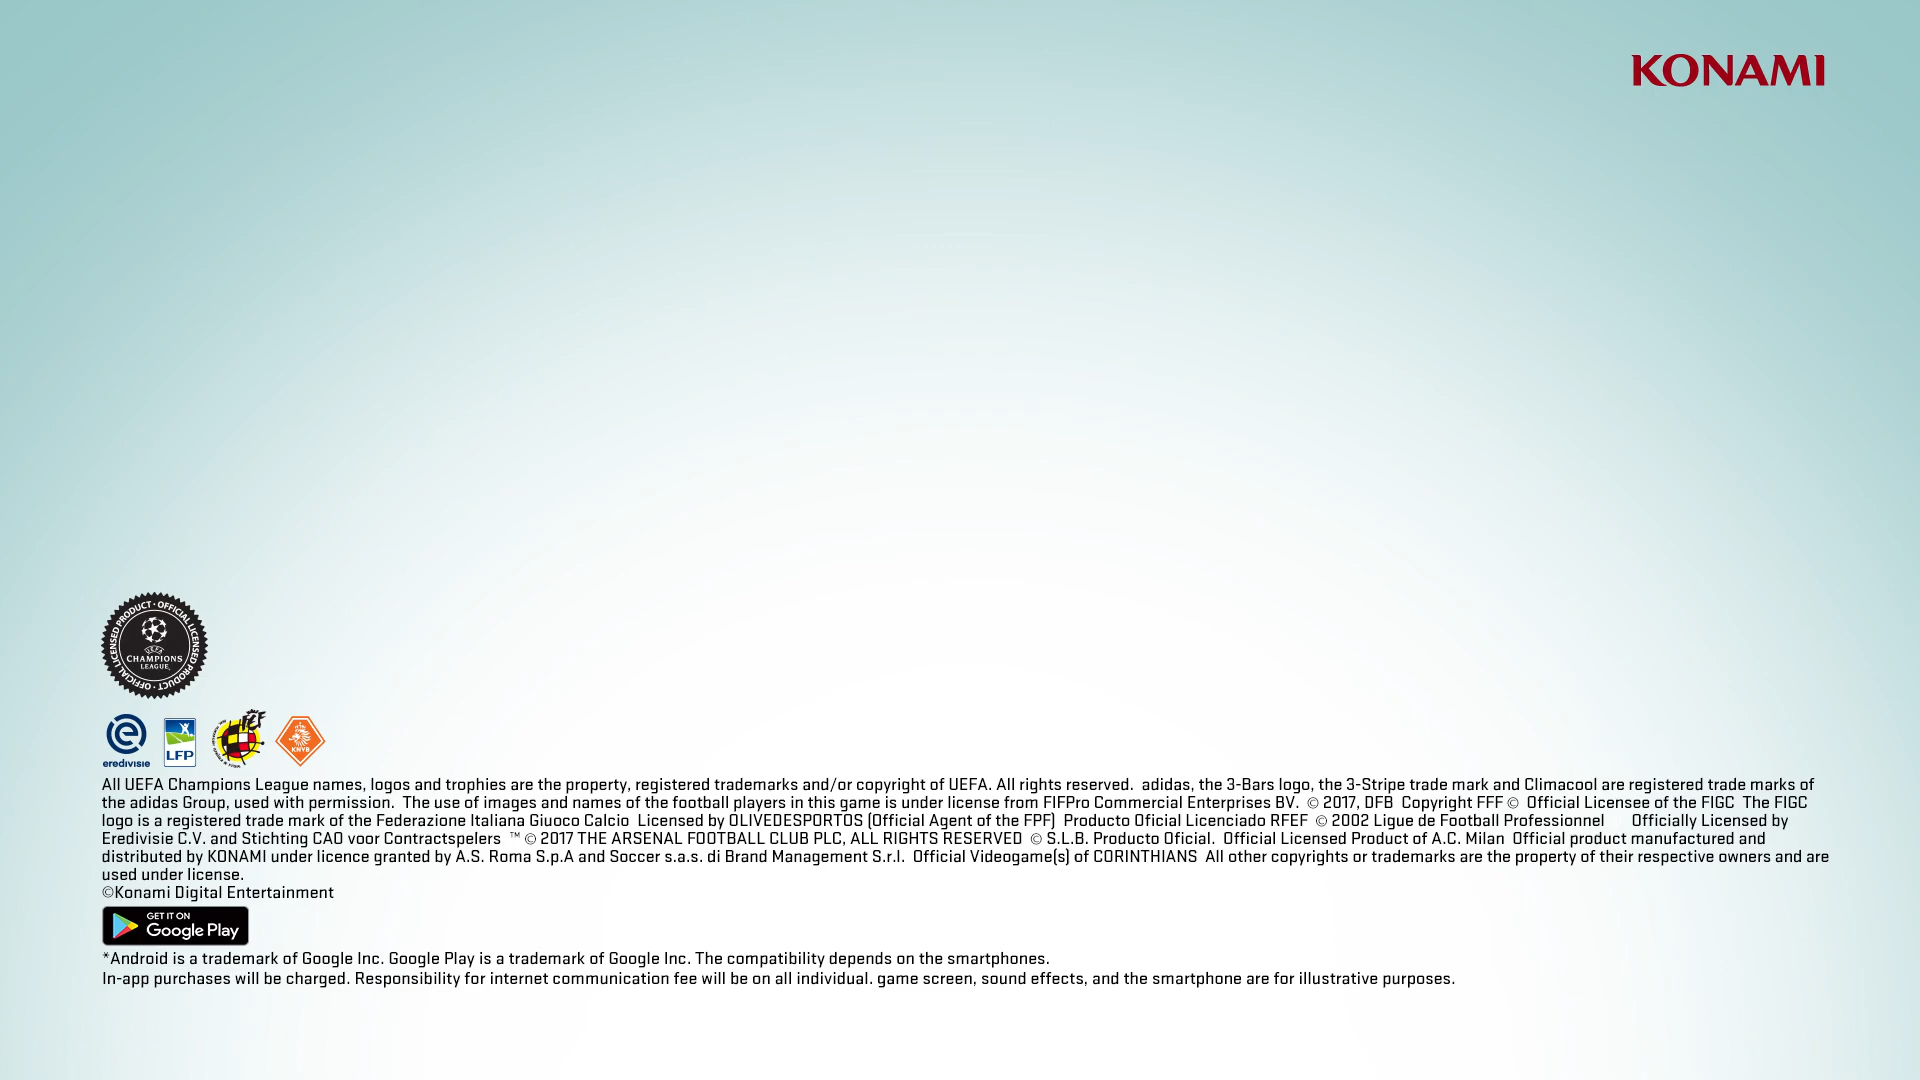 KONAMI
OFFICIAL LICENSED PRODUCT · OFFICIAL LICENSED PRODUCT ·
UEFA
CHAMPIONS
LEAGUE
eredivisie
LFP
KNVB
All UEFA Champions League names, logos and trophies are the property, registered trademarks and/or copyright of UEFA. All rights reserved.  adidas, the 3-Bars logo, the 3-Stripe trade mark and Climacool are registered trade marks of
the adidas Group, used with permission.  The use of images and names of the football players in this game is under license from FIFPro Commercial Enterprises BV.  © 2017, DFB  Copyright FFF ©  Official Licensee of the FIGC  The FIGC
logo is a registered trade mark of the Federazione Italiana Giuoco Calcio  Licensed by OLIVEDESPORTOS (Official Agent of the FPF)  Producto Oficial Licenciado RFEF  © 2002 Ligue de Football Professionnel  Officially Licensed by
Eredivisie C.V. and Stichting CAO voor Contractspelers  ™ © 2017 THE ARSENAL FOOTBALL CLUB PLC, ALL RIGHTS RESERVED  © S.L.B. Producto Oficial.  Official Licensed Product of A.C. Milan  Official product manufactured and
distributed by KONAMI under licence granted by A.S. Roma S.p.A and Soccer s.a.s. di Brand Management S.r.l.  Official Videogame(s) of CORINTHIANS  All other copyrights or trademarks are the property of their respective owners and are
used under license.
©Konami Digital Entertainment
GET IT ON
Google Play
*Android is a trademark of Google Inc. Google Play is a trademark of Google Inc. The compatibility depends on the smartphones.
In-app purchases will be charged. Responsibility for internet communication fee will be on all individual. game screen, sound effects, and the smartphone are for illustrative purposes.